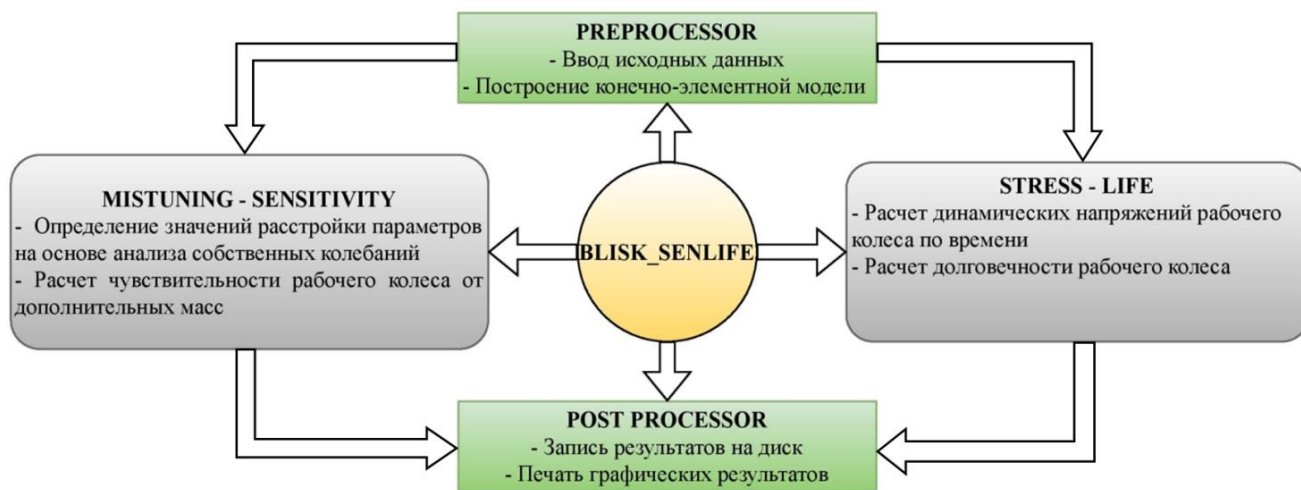 PREPROCESSOR
- Ввод исходных данных
- Построение конечно-элементной модели
MISTUNING - SENSITIVITY
- Определение значений расстройки параметров
на основе анализа собственных колебаний
- Расчет чувствительности рабочего колеса от
дополнительных масс
BLISK_SENLIFE
STRESS - LIFE
- Расчет динамических напряжений рабочего
колеса по времени
- Расчет долговечности рабочего колеса
POST PROCESSOR
- Запись результатов на диск
- Печать графических результатов